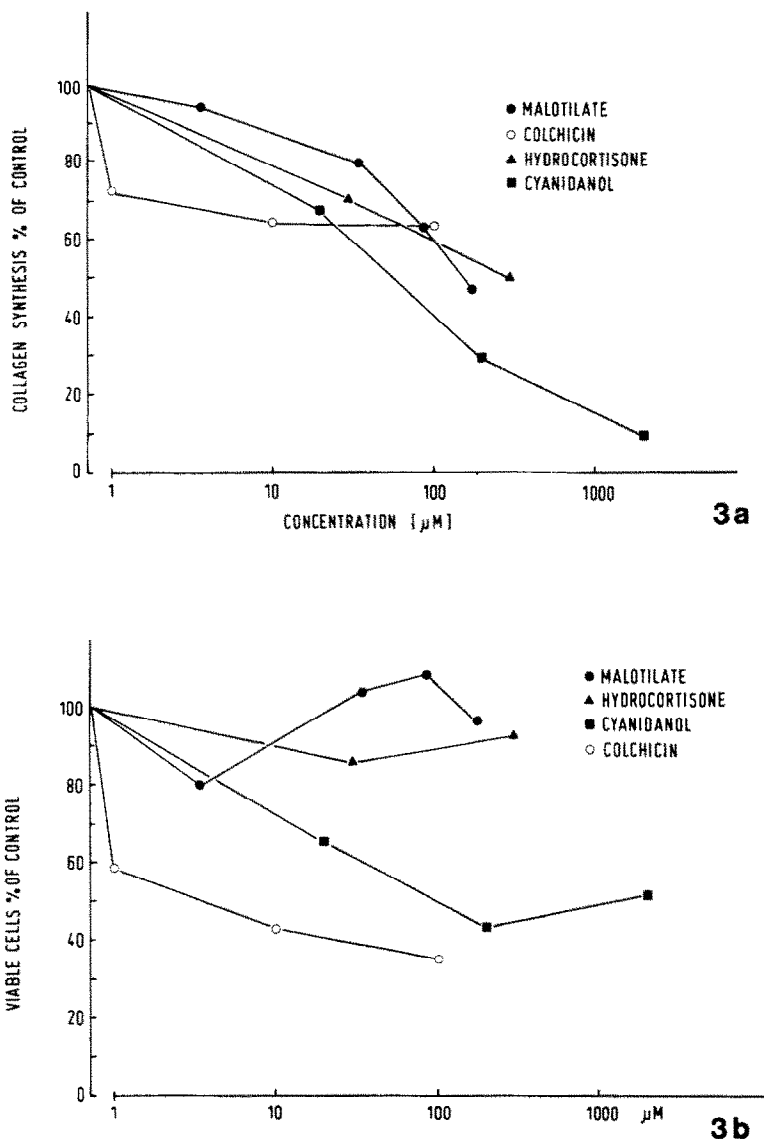 COLLAGEN SYNTHESIS % OF CONTROL
100
80
60
40
20
0
● MALOTILATE
○ COLCHICIN
▲ HYDROCORTISONE
■ CYANIDANOL
1 10 100 1000
CONCENTRATION [µM]
3a
VIABLE CELLS % OF CONTROL
100
80
60
40
20
0
● MALOTILATE
▲ HYDROCORTISONE
■ CYANIDANOL
○ COLCHICIN
1 10 100 1000 µM
3b